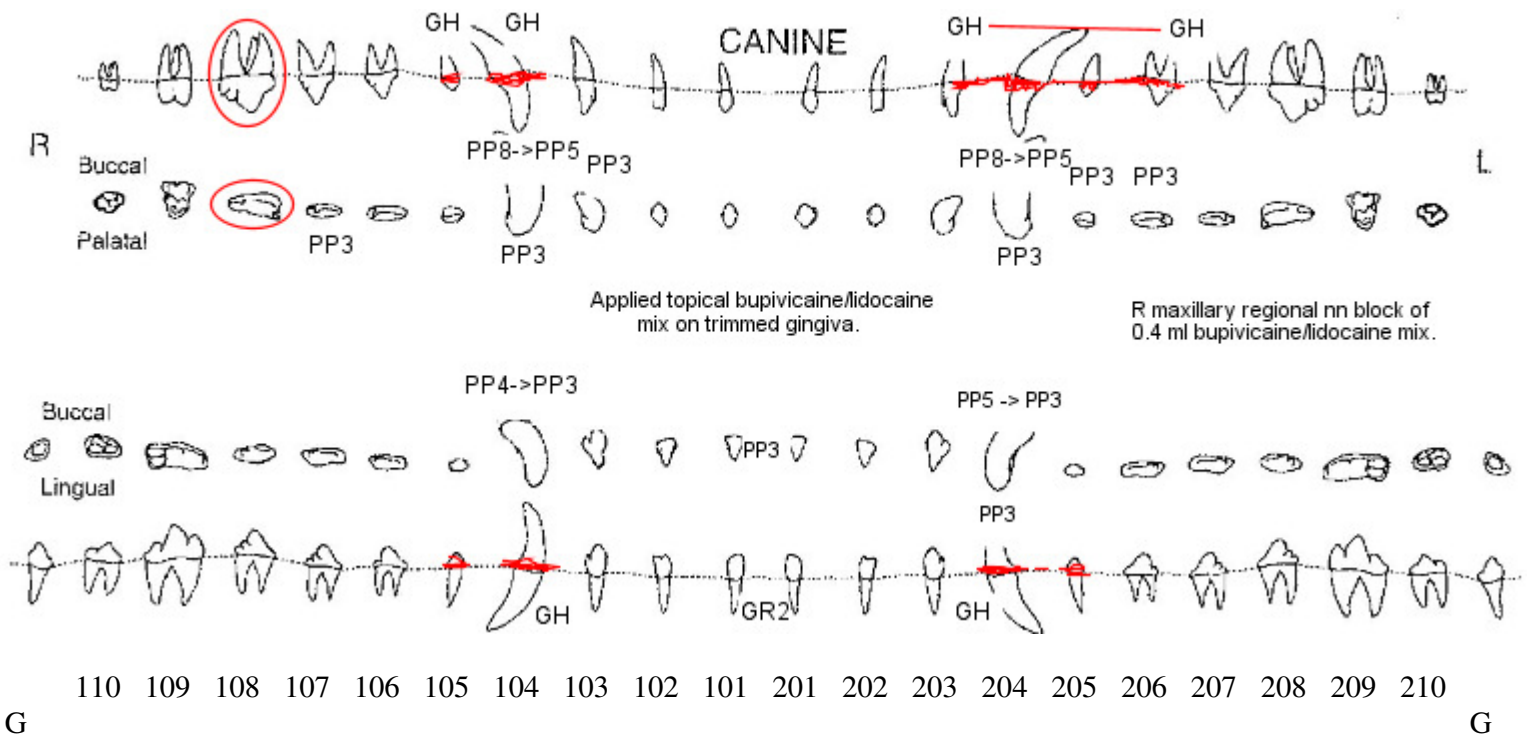 GH GH GH GH
CANINE
R L
PP8->PP5 PP3 PP8->PP5 PP3 PP3
Buccal
Palatal
PP3 PP3 PP3
Applied topical bupivicaine/lidocaine
mix on trimmed gingiva.
R maxillary regional nn block of
0.4 ml bupivicaine/lidocaine mix.
PP4->PP3 PP5 -> PP3
Buccal
PP3
Lingual
PP3
GH GR2 GH
110 109 108 107 106 105 104 103 102 101 201 202 203 204 205 206 207 208 209 210
G G